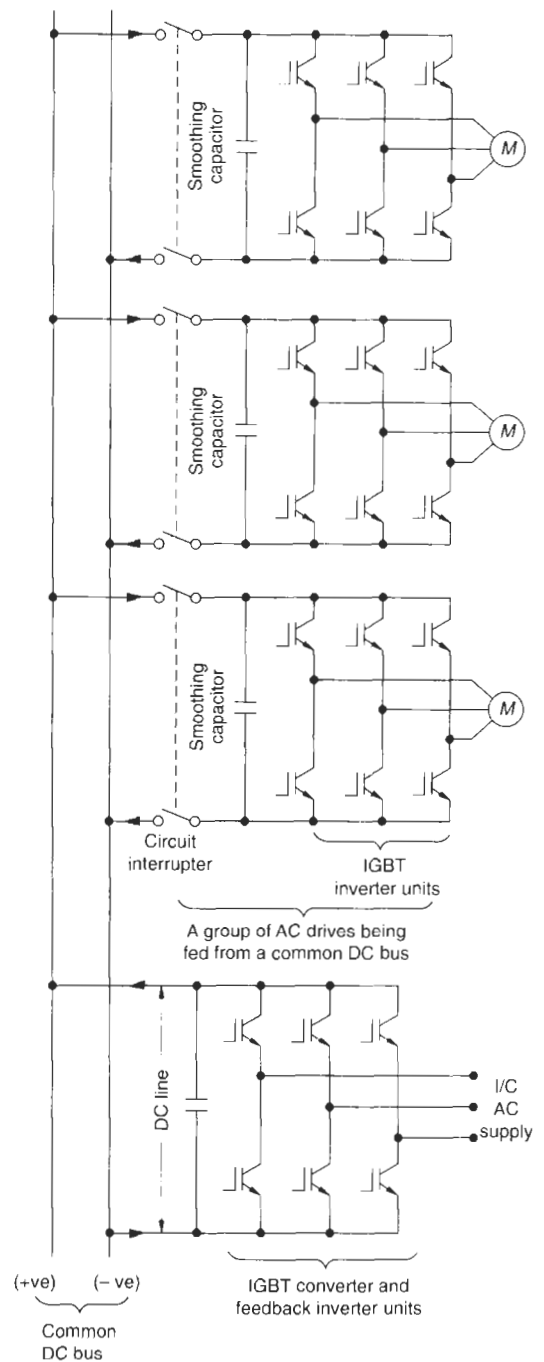 Smoothing
capacitor
M
Smoothing
capacitor
M
Smoothing
capacitor
M
Circuit
interrupter
IGBT
inverter units
A group of AC drives being
fed from a common DC bus
DC line
I/C
AC
supply
(+ve)
(– ve)
IGBT converter and
feedback inverter units
Common
DC bus